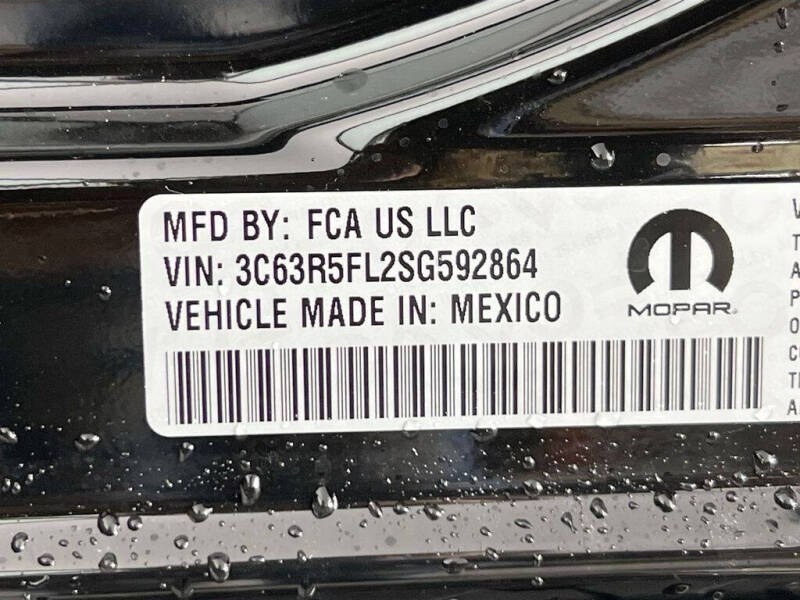 MFD BY: FCA US LLC
VIN: 3C63R5FL2SG592864
VEHICLE MADE IN: MEXICO
MOPAR®